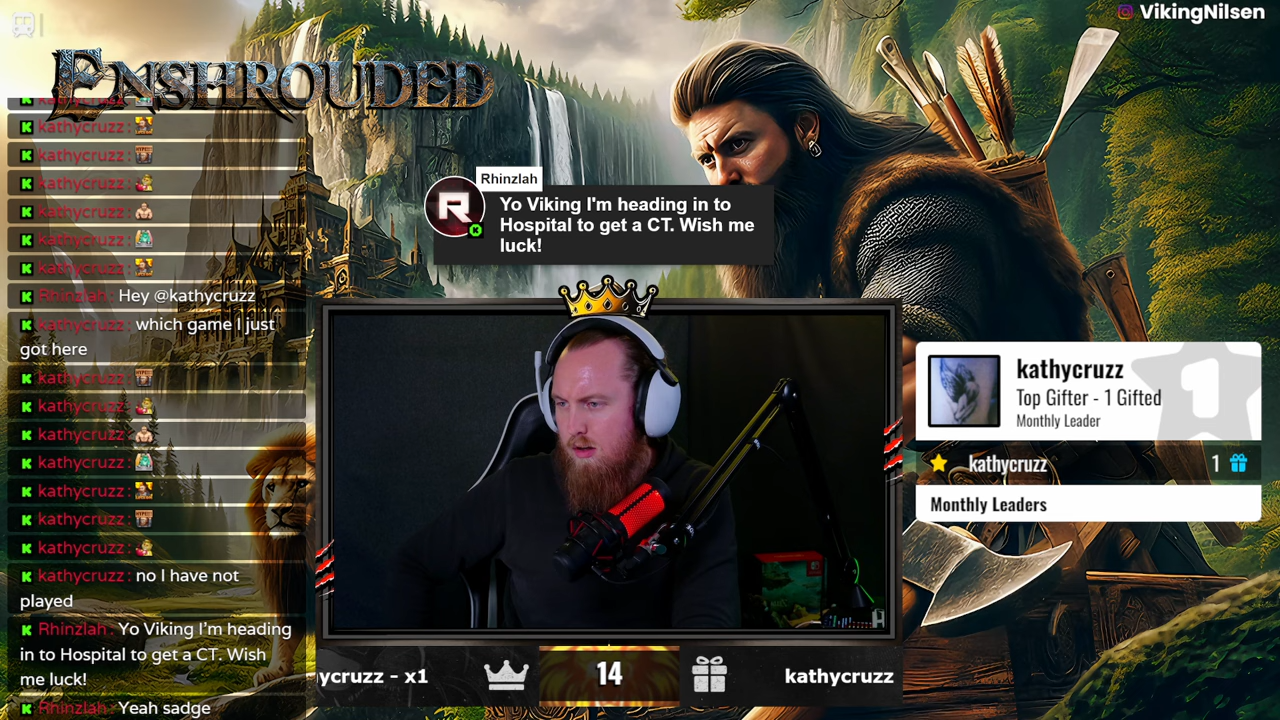 VikingNilsen
ENSHROUDED
kathycruzz :
kathycruzz :
kathycruzz :
kathycruzz :
kathycruzz :
kathycruzz :
kathycruzz :
Rhinzlah : Hey @kathycruzz
kathycruzz : which game I just
got here
kathycruzz :
kathycruzz :
kathycruzz :
kathycruzz :
kathycruzz :
kathycruzz :
kathycruzz :
kathycruzz : no I have not
played
Rhinzlah : Yo Viking I'm heading
in to Hospital to get a CT. Wish
me luck!
Rhinzlah : Yeah sadge
Rhinzlah
R
Yo Viking I'm heading in to
Hospital to get a CT. Wish me
luck!
ycruzz - x1
14
kathycruzz
kathycruzz
Top Gifter - 1 Gifted
Monthly Leader
1
kathycruzz
1
Monthly Leaders